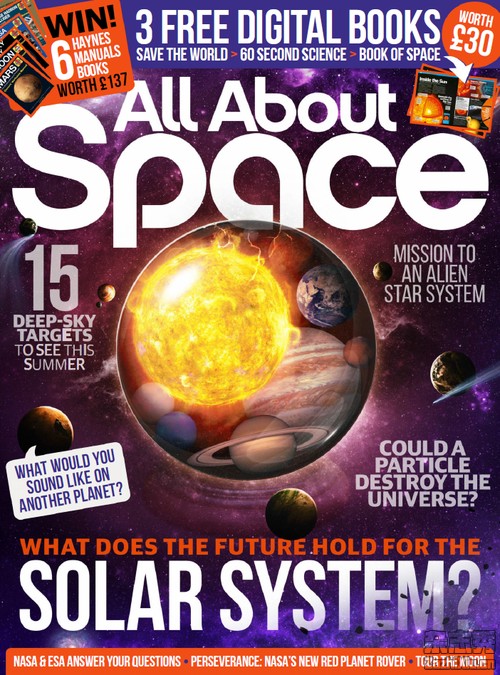 WIN!
6 HAYNES
MANUALS
BOOKS
WORTH £137
3 FREE DIGITAL BOOKS
SAVE THE WORLD > 60 SECOND SCIENCE > BOOK OF SPACE
WORTH
£30
Inside the Sun
All About
Space
15
DEEP-SKY
TARGETS
TO SEE THIS
SUMMER
MISSION TO
AN ALIEN
STAR SYSTEM
WHAT WOULD YOU
SOUND LIKE ON
ANOTHER PLANET?
COULD A
PARTICLE
DESTROY THE
UNIVERSE?
WHAT DOES THE FUTURE HOLD FOR THE
SOLAR SYSTEM?
NASA & ESA ANSWER YOUR QUESTIONS • PERSEVERANCE: NASA'S NEW RED PLANET ROVER • TOUR THE MOON